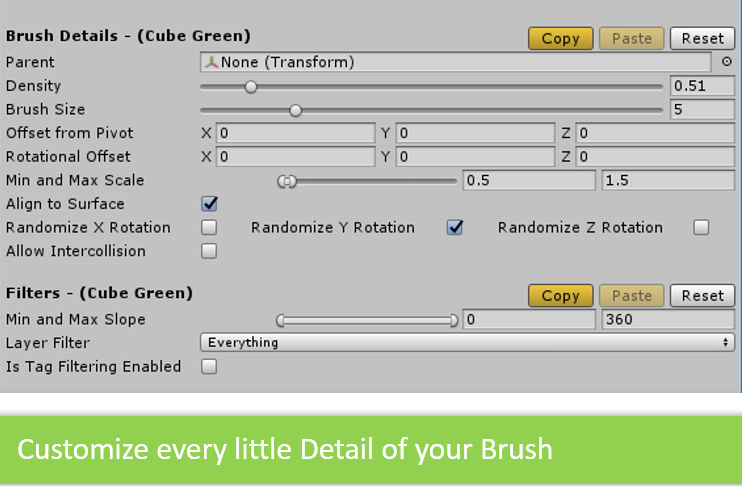 Brush Details - (Cube Green) Copy Paste Reset
Parent None (Transform)
Density 0.51
Brush Size 5
Offset from Pivot X 0 Y 0 Z 0
Rotational Offset X 0 Y 0 Z 0
Min and Max Scale 0.5 1.5
Align to Surface
Randomize X Rotation Randomize Y Rotation Randomize Z Rotation
Allow Intercollision
Filters - (Cube Green) Copy Paste Reset
Min and Max Slope 0 360
Layer Filter Everything
Is Tag Filtering Enabled
Customize every little Detail of your Brush